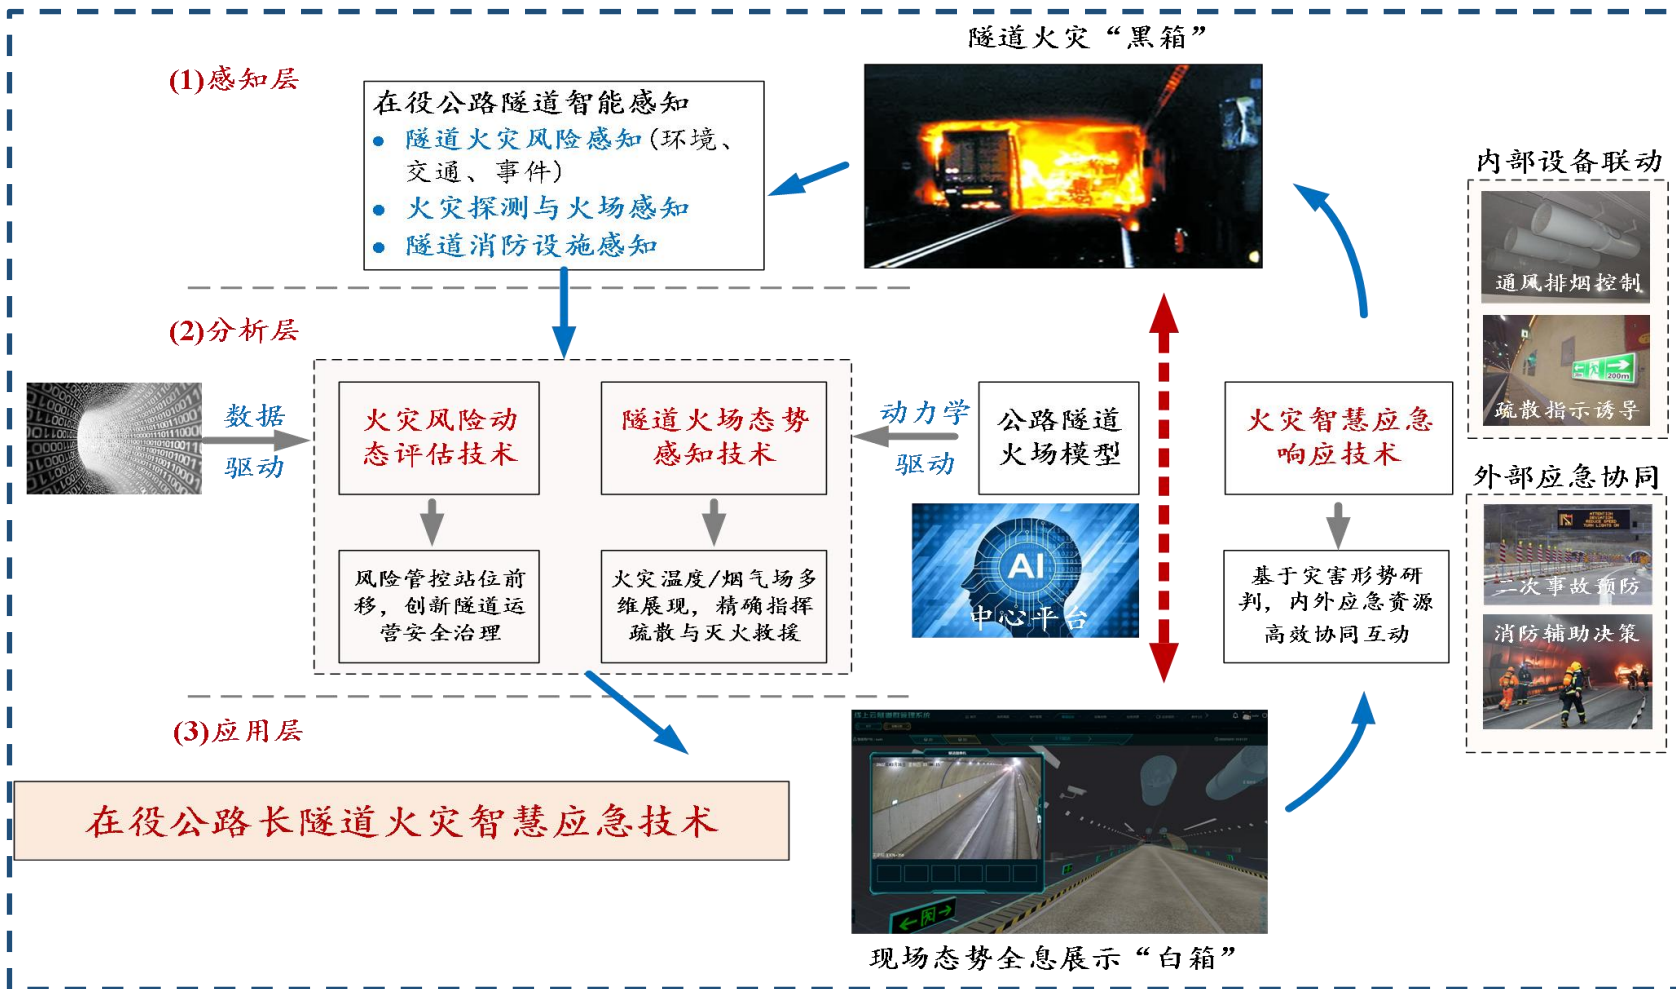 隧道火灾“黑箱”
(1)感知层
在役公路隧道智能感知
● 隧道火灾风险感知(环境、
交通、事件)
● 火灾探测与火场感知
● 隧道消防设施感知
内部设备联动
通风排烟控制
疏散指示诱导
200m
(2)分析层
数据
驱动
火灾风险动
态评估技术
隧道火场态势
感知技术
动力学
驱动
公路隧道
火场模型
火灾智慧应急
响应技术
风险管控站位前
移，创新隧道运
营安全治理
火灾温度/烟气场多
维展现，精确指挥
疏散与灭火救援
AI
中心平台
基于灾害形势研
判，内外应急资源
高效协同互动
外部应急协同
ATTENTION
DEVIATION
REDUCE SPEED
TURN LIGHTS ON
二次事故预防
消防辅助决策
(3)应用层
在役公路长隧道火灾智慧应急技术
现场态势全息展示“白箱”